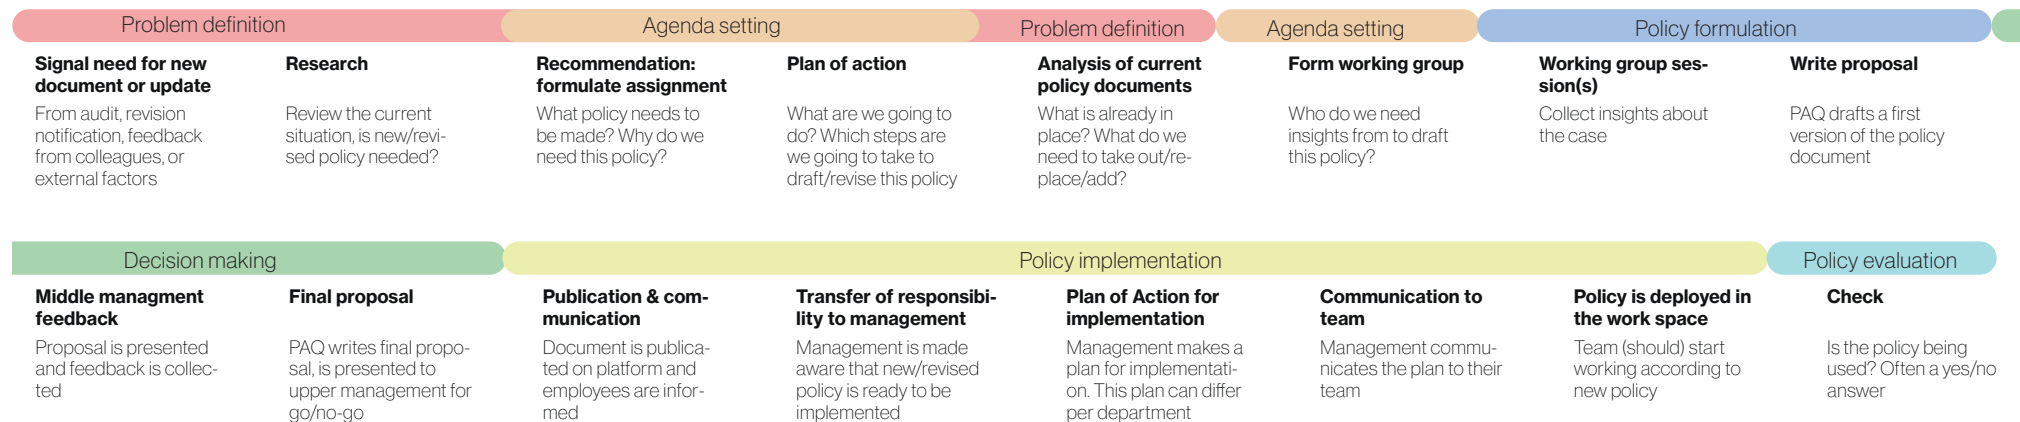 Problem definition
Agenda setting
Problem definition
Agenda setting
Policy formulation
Signal need for new
document or update
From audit, revision
notification, feedback
from colleagues, or
external factors
Research
Review the current
situation, is new/revi-
sed policy needed?
Recommendation:
formulate assignment
What policy needs to
be made? Why do we
need this policy?
Plan of action
What are we going to
do? Which steps are
we going to take to
draft/revise this policy
Analysis of current
policy documents
What is already in
place? What do we
need to take out/re-
place/add?
Form working group
Who do we need
insights from to draft
this policy?
Working group ses-
sion(s)
Collect insights about
the case
Write proposal
PAQ drafts a first
version of the policy
document
Decision making
Policy implementation
Policy evaluation
Middle managment
feedback
Proposal is presented
and feedback is collec-
ted
Final proposal
PAQ writes final propo-
sal, is presented to
upper management for
go/no-go
Publication & com-
munication
Document is publica-
ted on platform and
employees are infor-
med
Transfer of responsibi-
lity to management
Management is made
aware that new/revised
policy is ready to be
implemented
Plan of Action for
implementation
Management makes a
plan for implementati-
on. This plan can differ
per department
Communication to
team
Management commu-
nicates the plan to their
team
Policy is deployed in
the work space
Team (should) start
working according to
new policy
Check
Is the policy being
used? Often a yes/no
answer